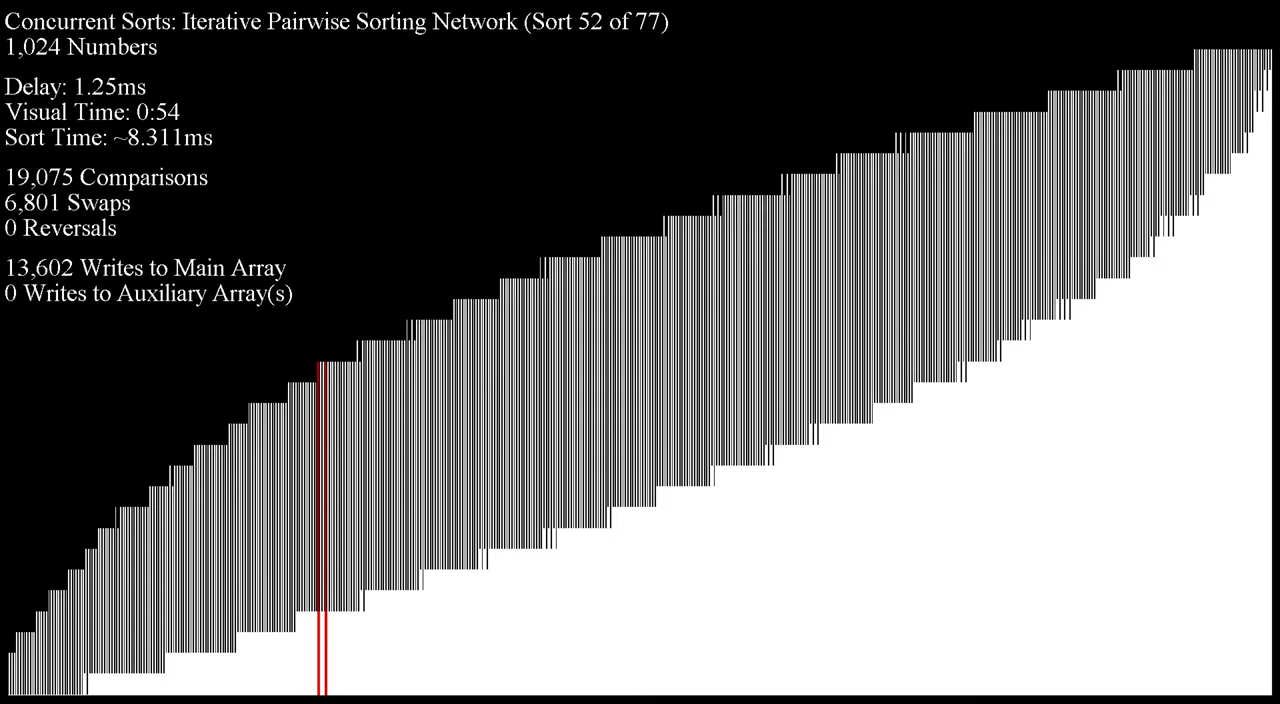 Concurrent Sorts: Iterative Pairwise Sorting Network (Sort 52 of 77)
1,024 Numbers
Delay: 1.25ms
Visual Time: 0:54
Sort Time: ~8.311ms
19,075 Comparisons
6,801 Swaps
0 Reversals
13,602 Writes to Main Array
0 Writes to Auxiliary Array(s)